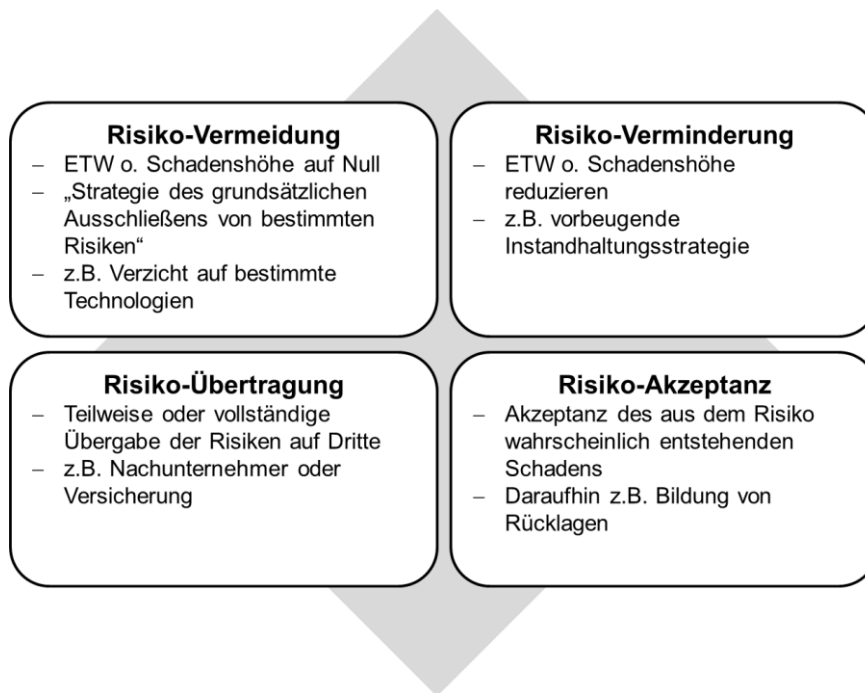 Risiko-Vermeidung
– ETW o. Schadenshöhe auf Null
– „Strategie des grundsätzlichen
Ausschließens von bestimmten
Risiken“
– z.B. Verzicht auf bestimmte
Technologien
Risiko-Verminderung
– ETW o. Schadenshöhe
reduzieren
– z.B. vorbeugende
Instandhaltungsstrategie
Risiko-Übertragung
– Teilweise oder vollständige
Übergabe der Risiken auf Dritte
– z.B. Nachunternehmer oder
Versicherung
Risiko-Akzeptanz
– Akzeptanz des aus dem Risiko
wahrscheinlich entstehenden
Schadens
– Daraufhin z.B. Bildung von
Rücklagen